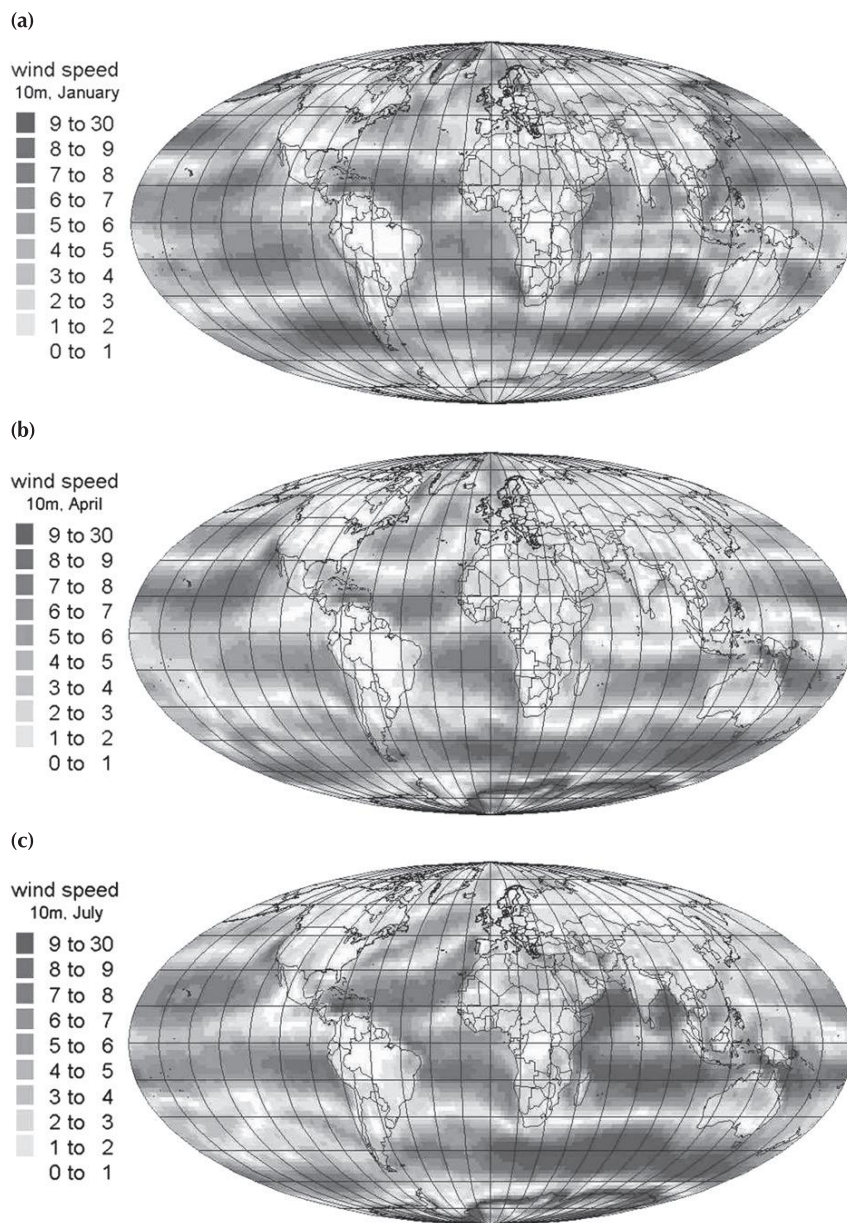 (a)
wind speed
10m, January
9 to 30
8 to 9
7 to 8
6 to 7
5 to 6
4 to 5
3 to 4
2 to 3
1 to 2
0 to 1
(b)
wind speed
10m, April
9 to 30
8 to 9
7 to 8
6 to 7
5 to 6
4 to 5
3 to 4
2 to 3
1 to 2
0 to 1
(c)
wind speed
10m, July
9 to 30
8 to 9
7 to 8
6 to 7
5 to 6
4 to 5
3 to 4
2 to 3
1 to 2
0 to 1